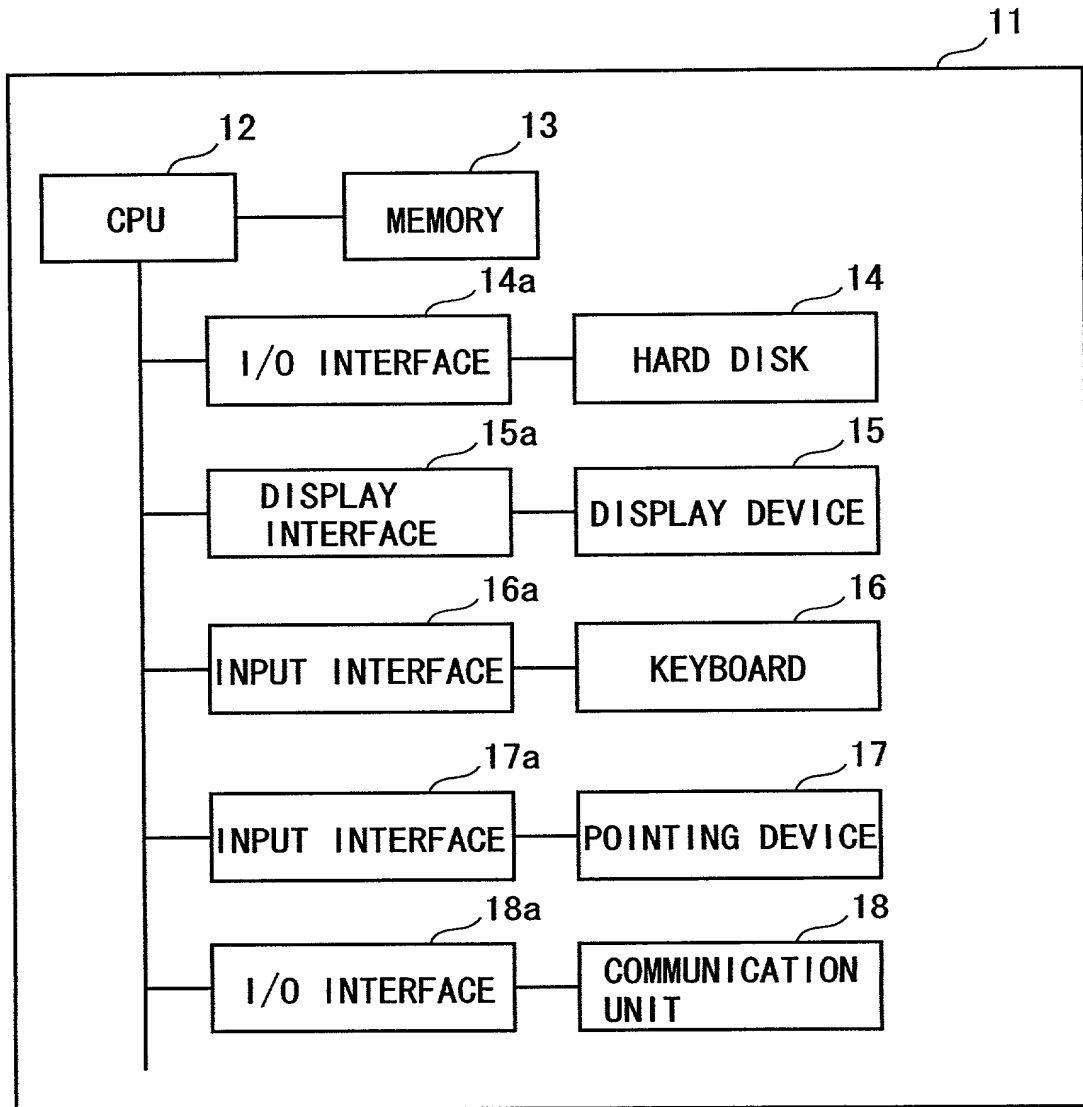 11
12
13
CPU
MEMORY
14a
14
I/O INTERFACE
HARD DISK
15a
15
DISPLAY
INTERFACE
DISPLAY DEVICE
16a
16
INPUT INTERFACE
KEYBOARD
17a
17
INPUT INTERFACE
POINTING DEVICE
18a
18
I/O INTERFACE
COMMUNICATION
UNIT